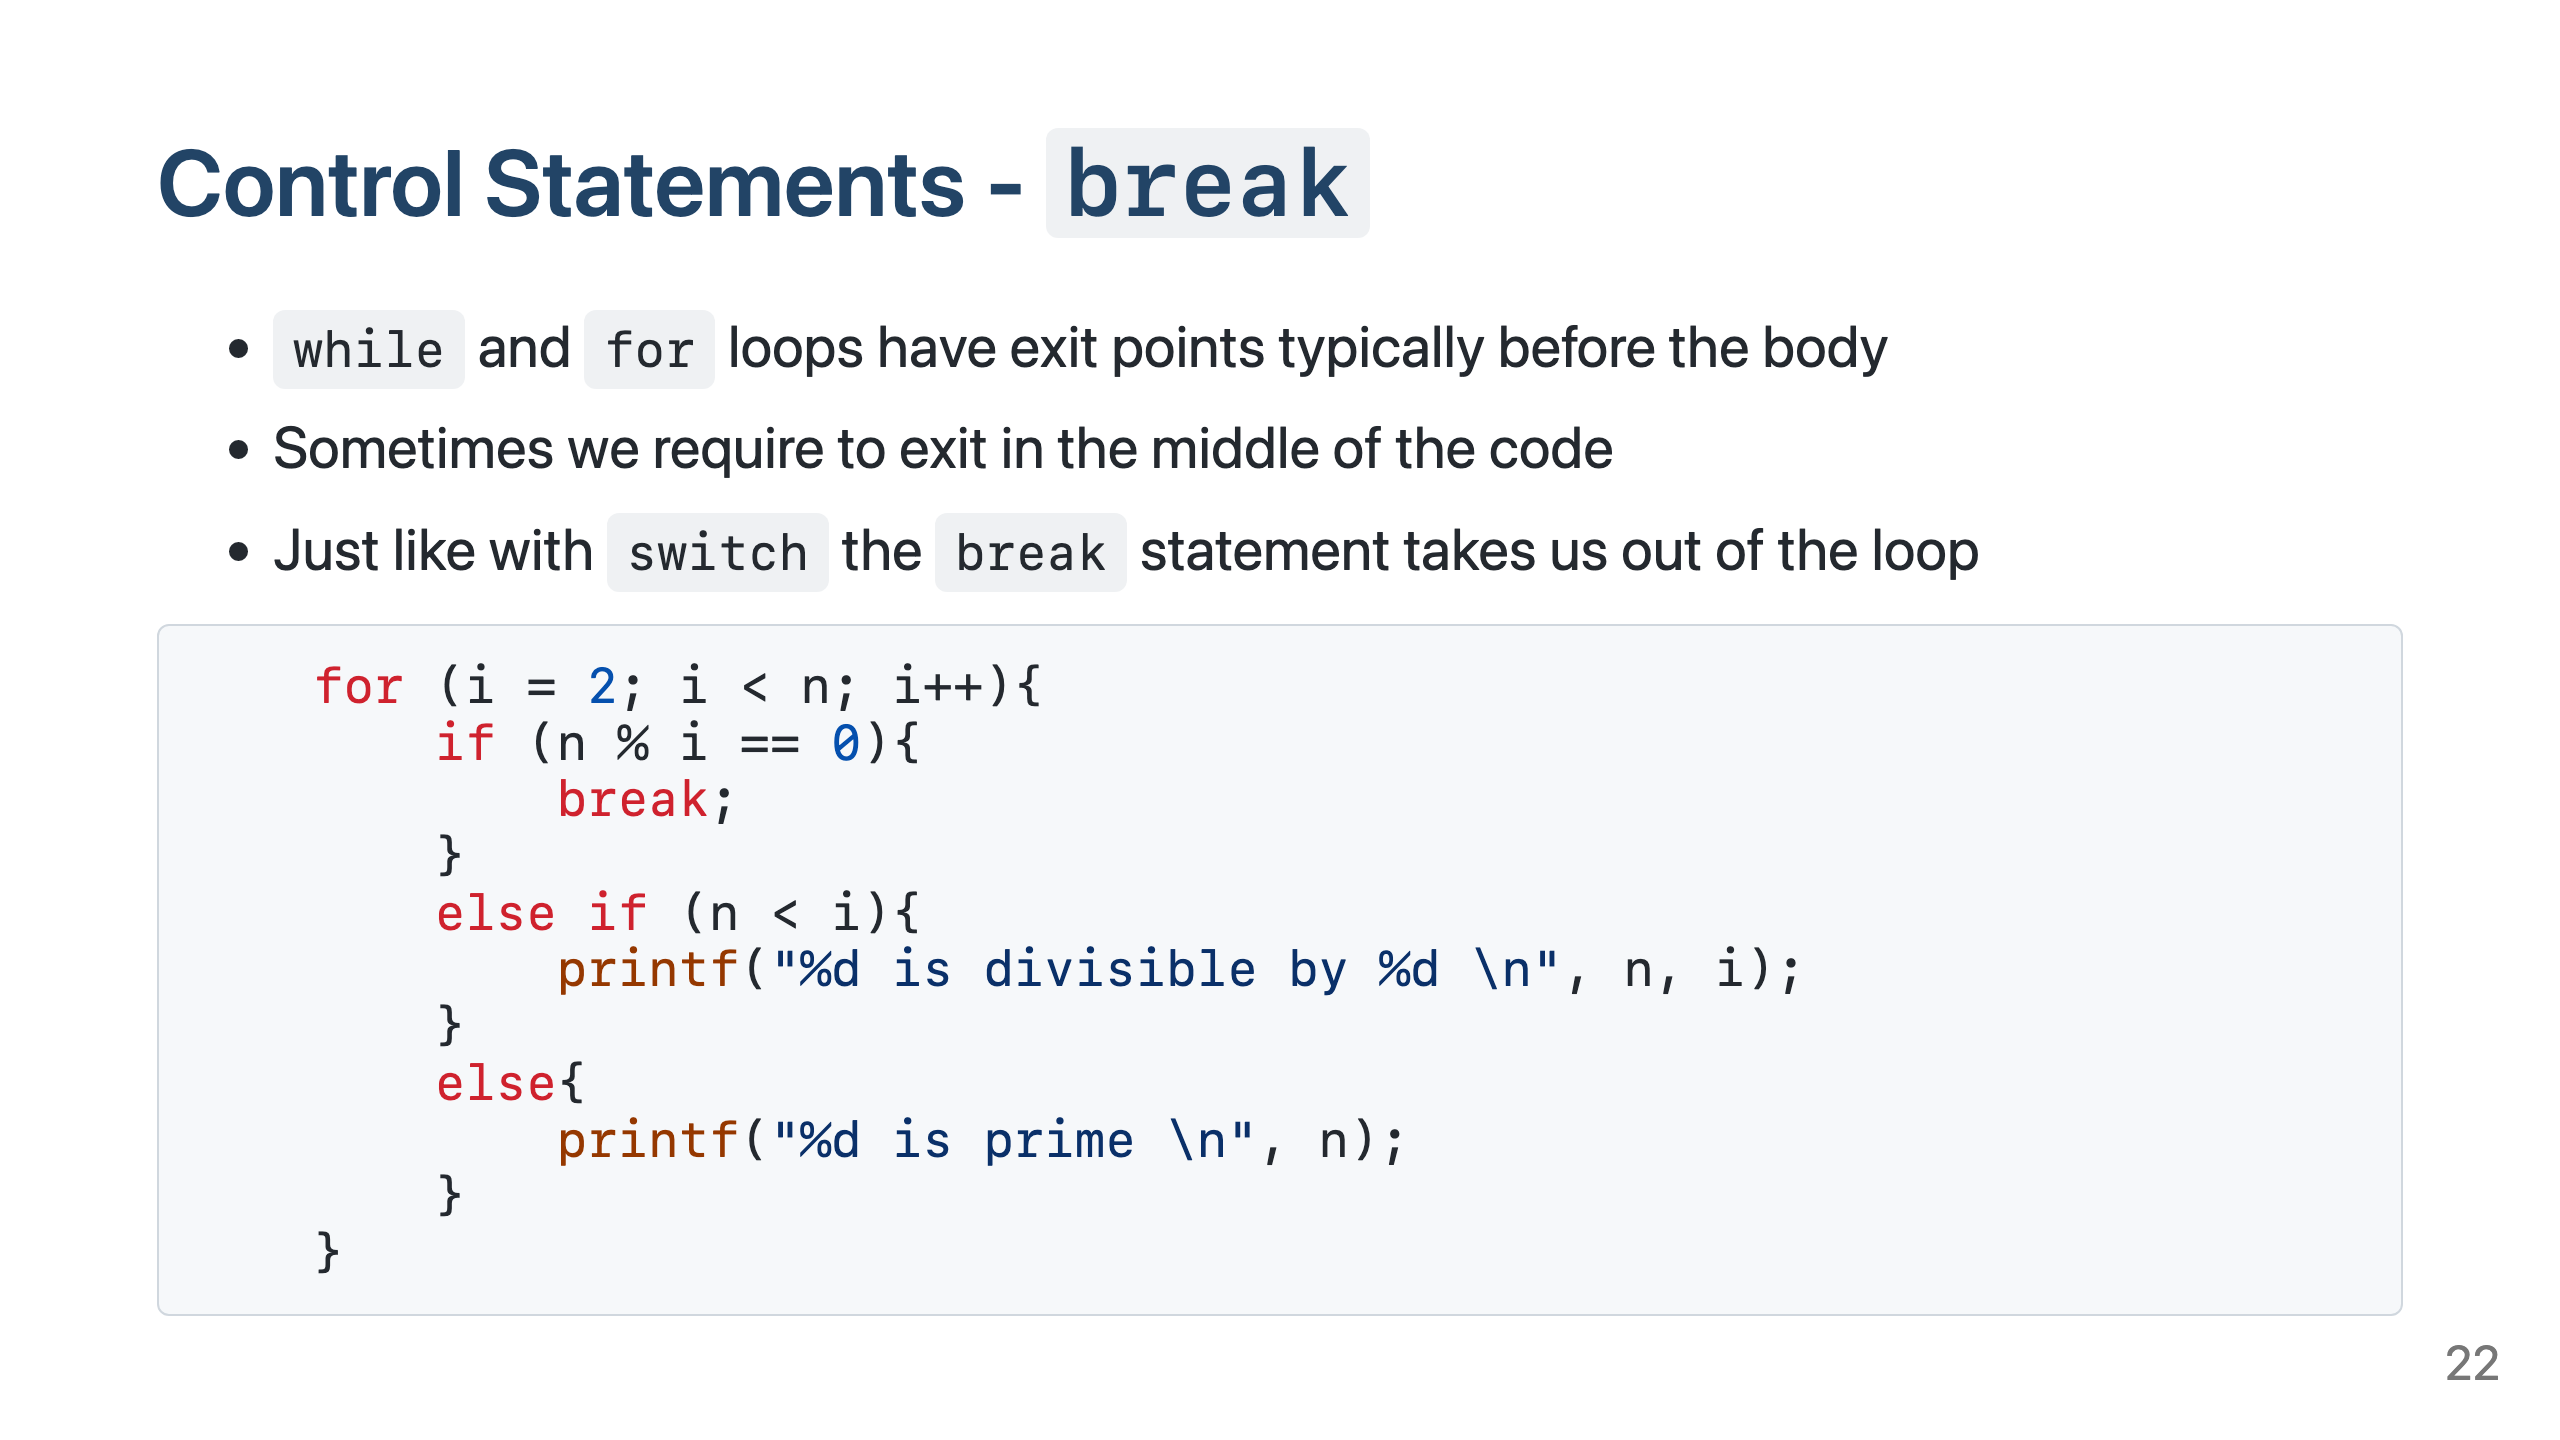 Control Statements - break
• while and for loops have exit points typically before the body
• Sometimes we require to exit in the middle of the code
• Just like with switch the break statement takes us out of the loop
for (i = 2; i < n; i++){
    if (n % i == 0){
        break;
    }
    else if (n < i){
        printf("%d is divisible by %d \n", n, i);
    }
    else{
        printf("%d is prime \n", n);
    }
}
22